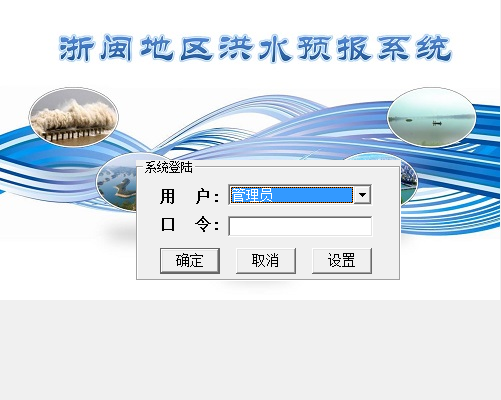 浙闽地区洪水预报系统
系统登陆
用 户：管理员
口 令：
确定 取消 设置